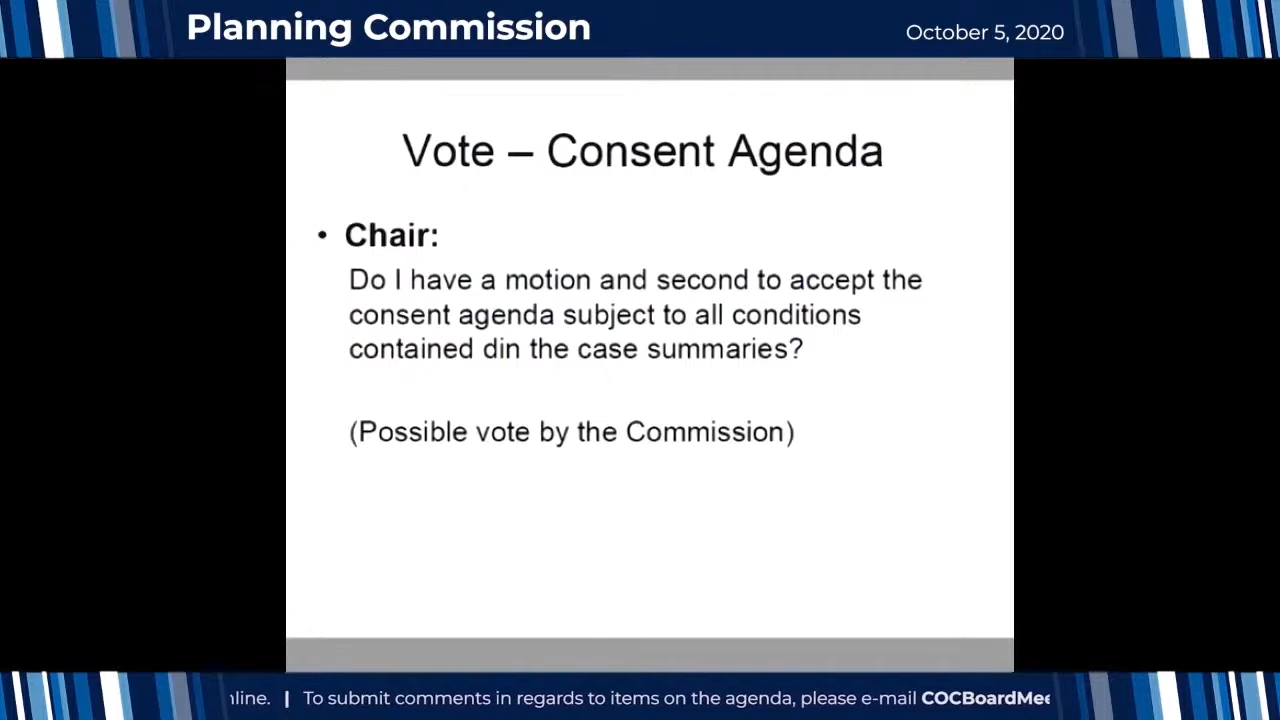 Planning Commission
October 5, 2020
Vote – Consent Agenda
• Chair:
Do I have a motion and second to accept the
consent agenda subject to all conditions
contained din the case summaries?
(Possible vote by the Commission)
nline. | To submit comments in regards to items on the agenda, please e-mail COCBoardMee